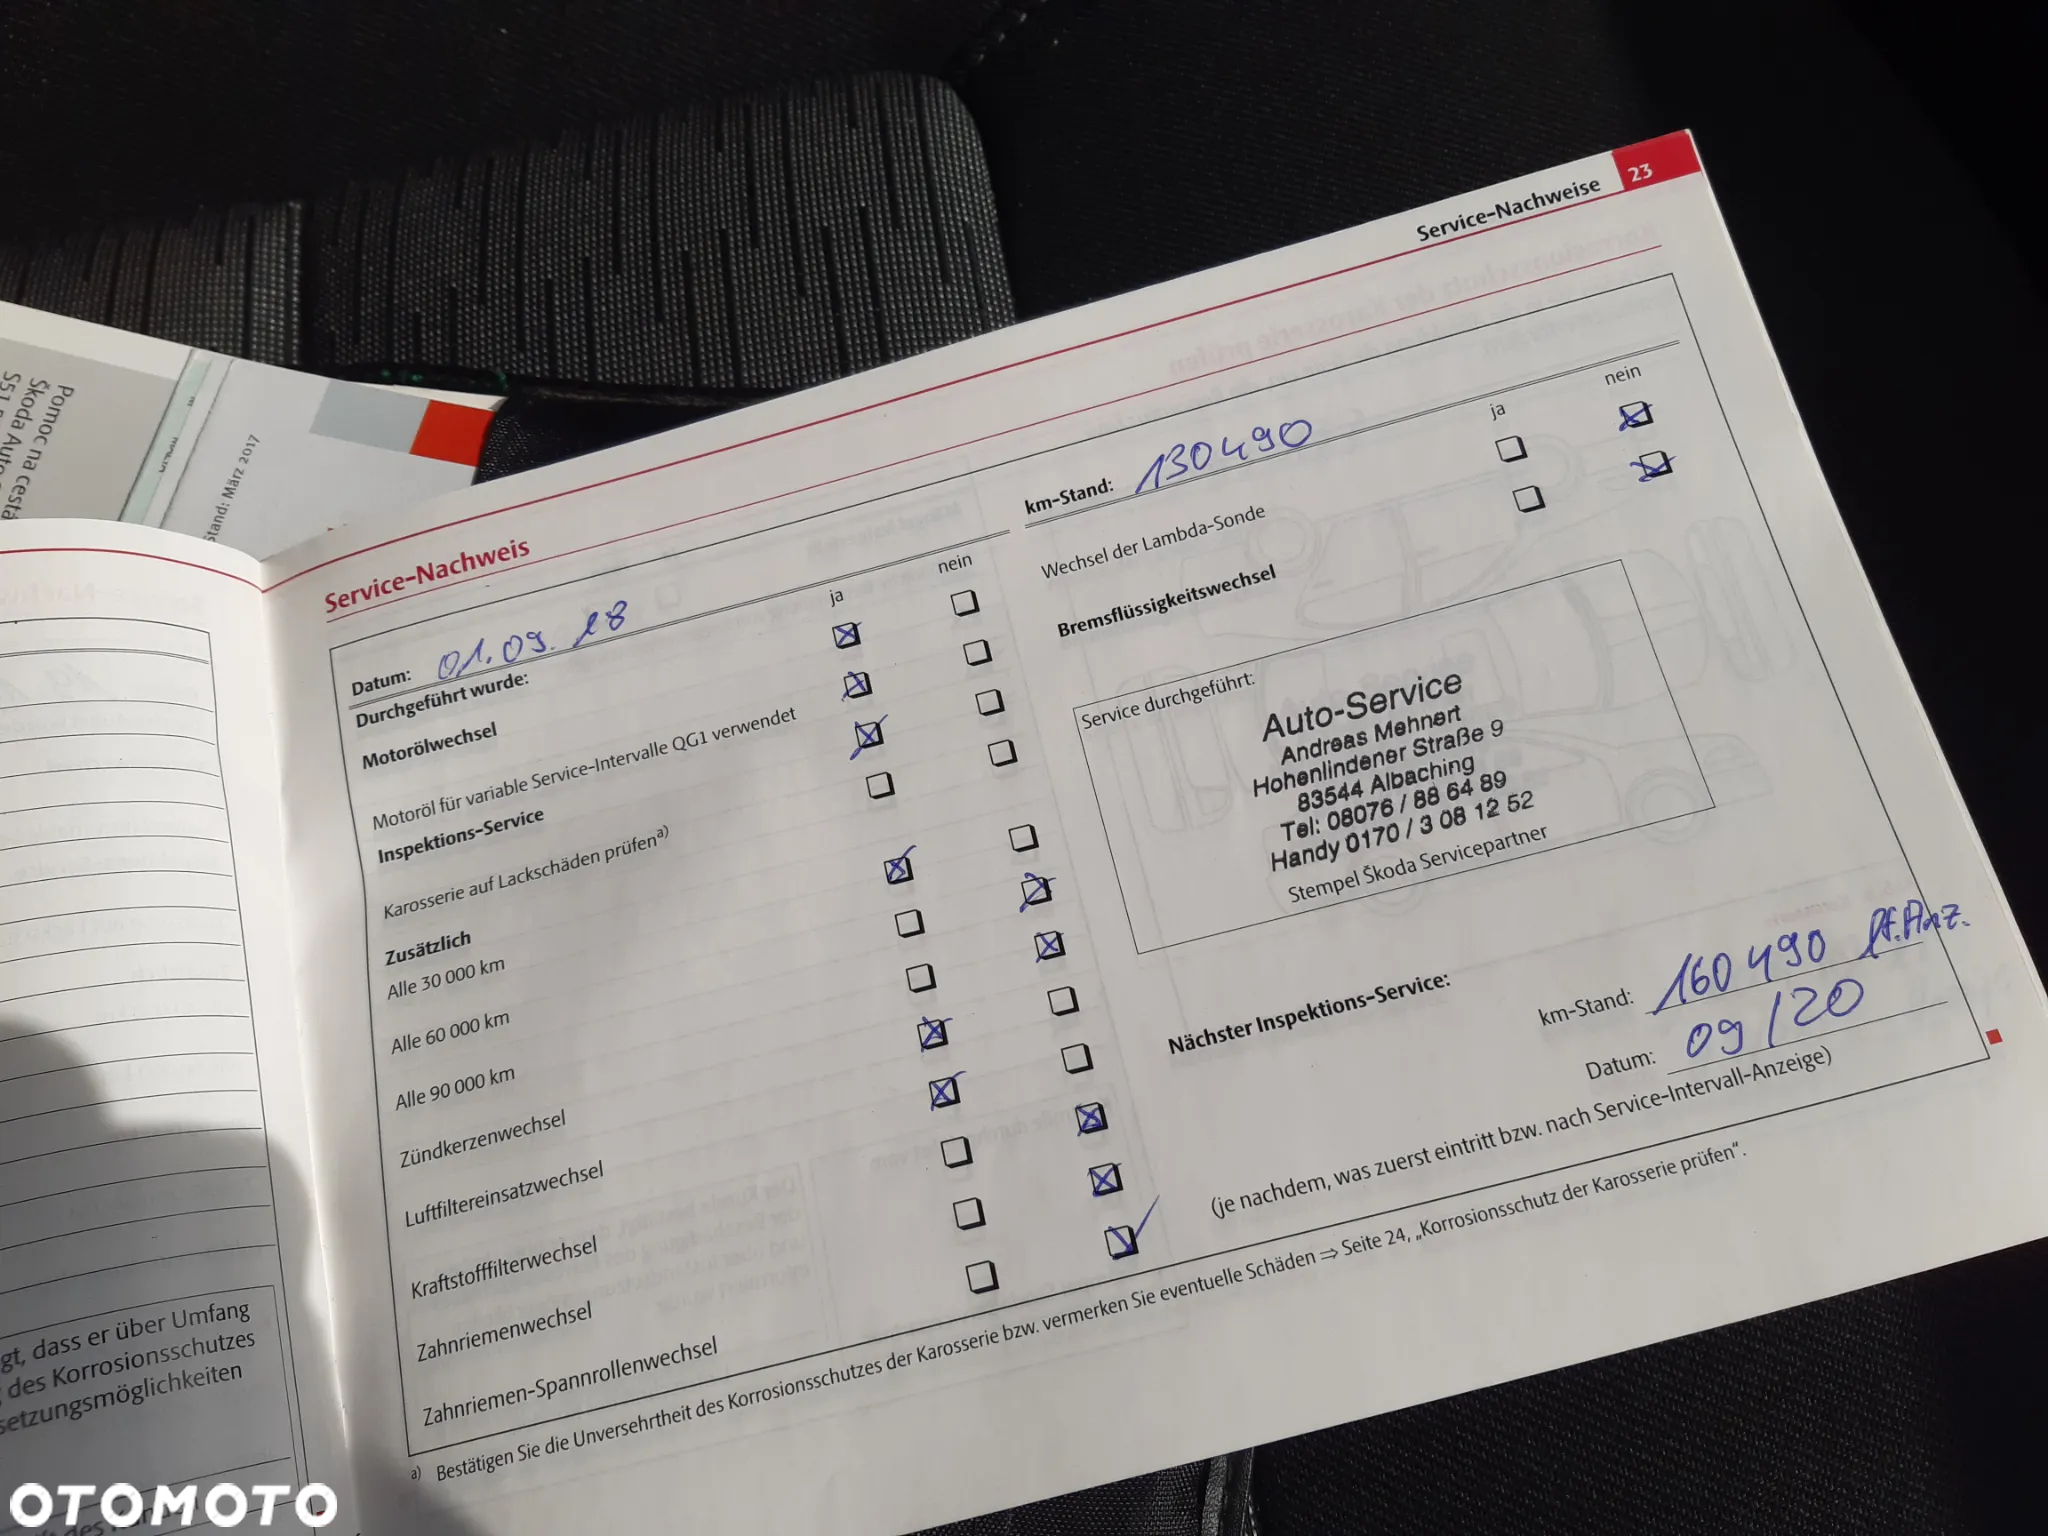 23
Service-Nachweise
Pomoc na cestá
Škoda Auto
Stand: März 2017
Service-Nachweis
Datum: 01.09.18
ja nein
Durchgeführt wurde:
Motorölwechsel
Motoröl für variable Service-Intervalle QG1 verwendet
Inspektions-Service
Karosserie auf Lackschäden prüfen a)
Zusätzlich
Alle 30 000 km
Alle 60 000 km
Alle 90 000 km
Zündkerzenwechsel
Luftfiltereinsatzwechsel
Kraftstofffilterwechsel
Zahnriemenwechsel
Zahnriemen-Spannrollenwechsel
km-Stand: 130490
ja nein
Wechsel der Lambda-Sonde
Bremsflüssigkeitswechsel
Service durchgeführt:
Auto-Service
Andreas Mehnert
Hohenlindener Straße 9
83544 Albaching
Tel: 08076 / 88 64 89
Handy 0170 / 3 08 12 52
Stempel Škoda Servicepartner
Nächster Inspektions-Service:
km-Stand: 160490
Datum: 09/20
(je nachdem, was zuerst eintritt bzw. nach Service-Intervall-Anzeige)
a) Bestätigen Sie die Unversehrtheit des Korrosionsschutzes der Karosserie bzw. vermerken Sie eventuelle Schäden ⇒ Seite 24, „Korrosionsschutz der Karosserie prüfen“.
dass er über Umfang
des Korrosionsschutzes
setzungsmöglichkeiten
OTOMOTO